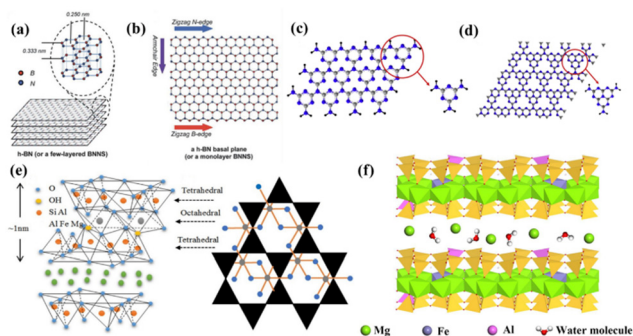 (a)
0.250 nm
0.333 nm
B
N
h-BN (or a few-layered BNNS)
(b)
Zigzag N-edge
Armchair Edge
Zigzag B-edge
a h-BN basal plane
(or a monolayer BNNS)
(c)
(d)
(e)
~1nm
O
OH
Si Al
Al Fe Mg
Tetrahedral
Octahedral
Tetrahedral
(f)
Mg
Fe
Al
Water molecule